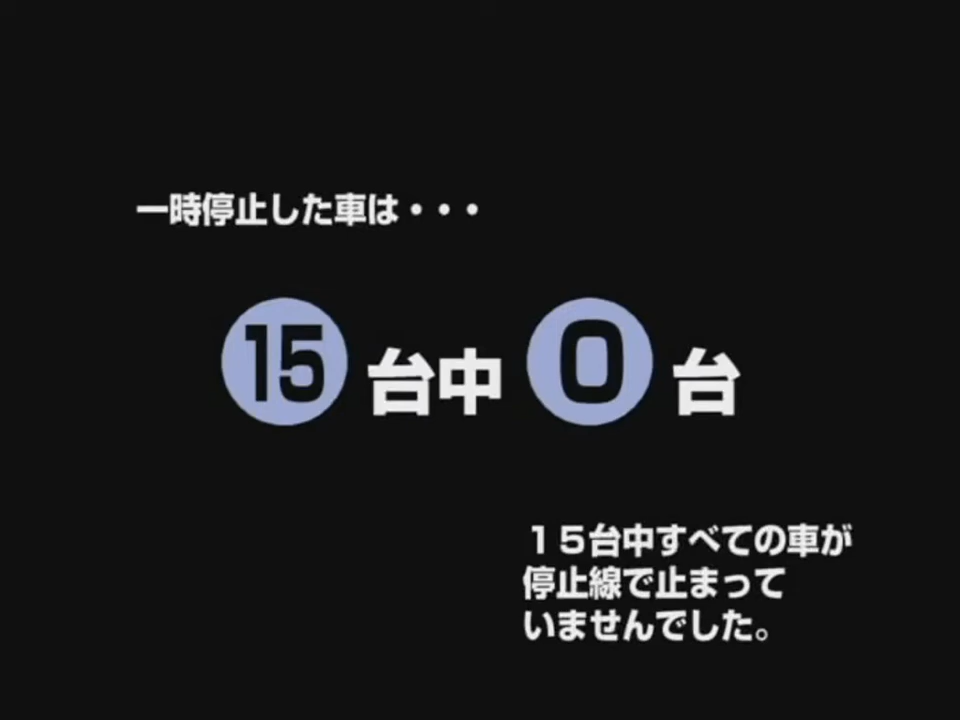 一時停止した車は・・・
15台中0台
１５台中すべての車が
停止線で止まって
いませんでした。